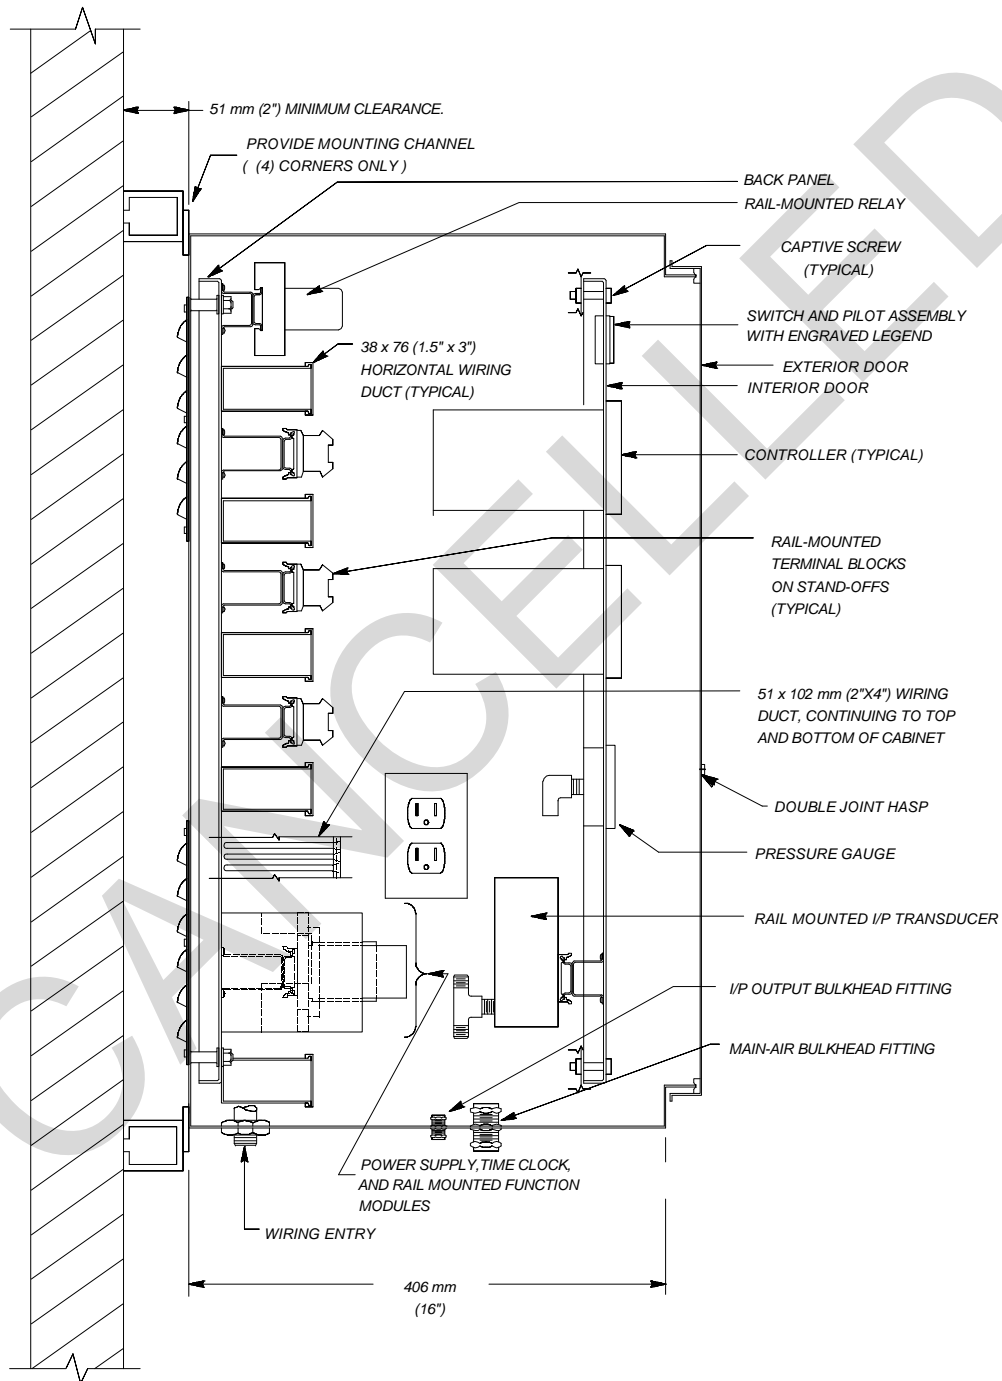 51 mm (2") MINIMUM CLEARANCE.
PROVIDE MOUNTING CHANNEL
( (4) CORNERS ONLY )
BACK PANEL
RAIL-MOUNTED RELAY
CAPTIVE SCREW
(TYPICAL)
SWITCH AND PILOT ASSEMBLY
WITH ENGRAVED LEGEND
38 x 76 (1.5" x 3")
HORIZONTAL WIRING
DUCT (TYPICAL)
EXTERIOR DOOR
INTERIOR DOOR
CONTROLLER (TYPICAL)
RAIL-MOUNTED
TERMINAL BLOCKS
ON STAND-OFFS
(TYPICAL)
51 x 102 mm (2"X4") WIRING
DUCT, CONTINUING TO TOP
AND BOTTOM OF CABINET
DOUBLE JOINT HASP
PRESSURE GAUGE
RAIL MOUNTED I/P TRANSDUCER
I/P OUTPUT BULKHEAD FITTING
MAIN-AIR BULKHEAD FITTING
POWER SUPPLY, TIME CLOCK,
AND RAIL MOUNTED FUNCTION
MODULES
WIRING ENTRY
406 mm
(16")
CANCELLED